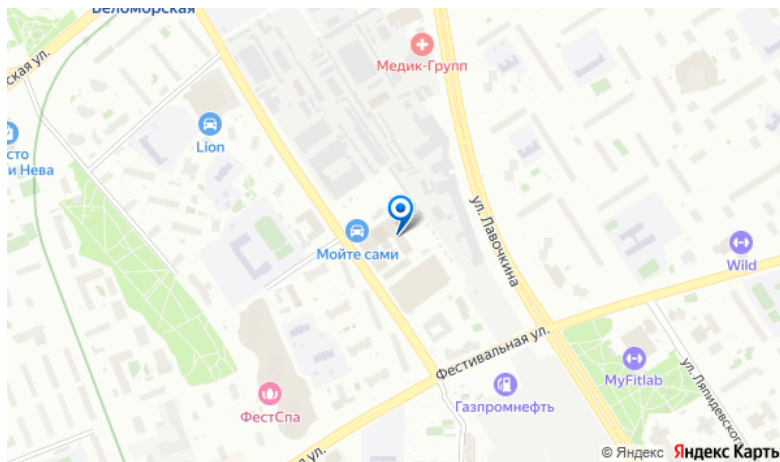 Беломорская
Медик-Групп
ская ул.
Lion
сто
и Нева
ул. Лавочкина
Мойте сами
Wild
Фестивальная ул.
MyFitlab
ул. Ляпидевского
ФестСпа
Газпромнефть
ая ул.
© Яндекс Яндекс Карты